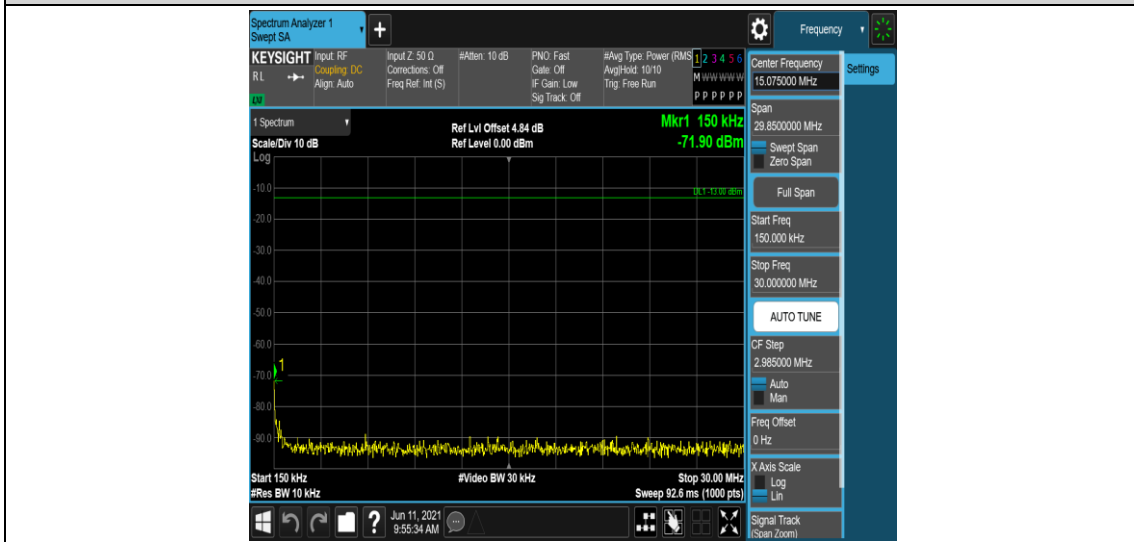 Spectrum Analyzer 1
Swept SA
+
Frequency
KEYSIGHT
RL
LXI
Input: RF
Coupling: DC
Align: Auto
Input Z: 50 Ω
Corrections: Off
Freq Ref: Int (S)
#Atten: 10 dB
PNO: Fast
Gate: Off
IF Gain: Low
Sig Track: Off
#Avg Type: Power (RMS
Avg|Hold: 10/10
Trig: Free Run
1 2 3 4 5 6
M W W W W W
P P P P P P
Center Frequency
15.075000 MHz
Settings
1 Spectrum
Scale/Div 10 dB
Log
Ref Lvl Offset 4.84 dB
Ref Level 0.00 dBm
Mkr1 150 kHz
-71.90 dBm
Span
29.8500000 MHz
Swept Span
Zero Span
Full Span
-10.0
DL1 -13.00 dBm
-20.0
-30.0
-40.0
-50.0
-60.0
1
-70.0
-80.0
-90.0
Start Freq
150.000 kHz
Stop Freq
30.000000 MHz
AUTO TUNE
CF Step
2.985000 MHz
Auto
Man
Freq Offset
0 Hz
X Axis Scale
Log
Lin
Signal Track
(Span Zoom)
Start 150 kHz
#Res BW 10 kHz
#Video BW 30 kHz
Stop 30.00 MHz
Sweep 92.6 ms (1000 pts)
?
Jun 11, 2021
9:55:34 AM